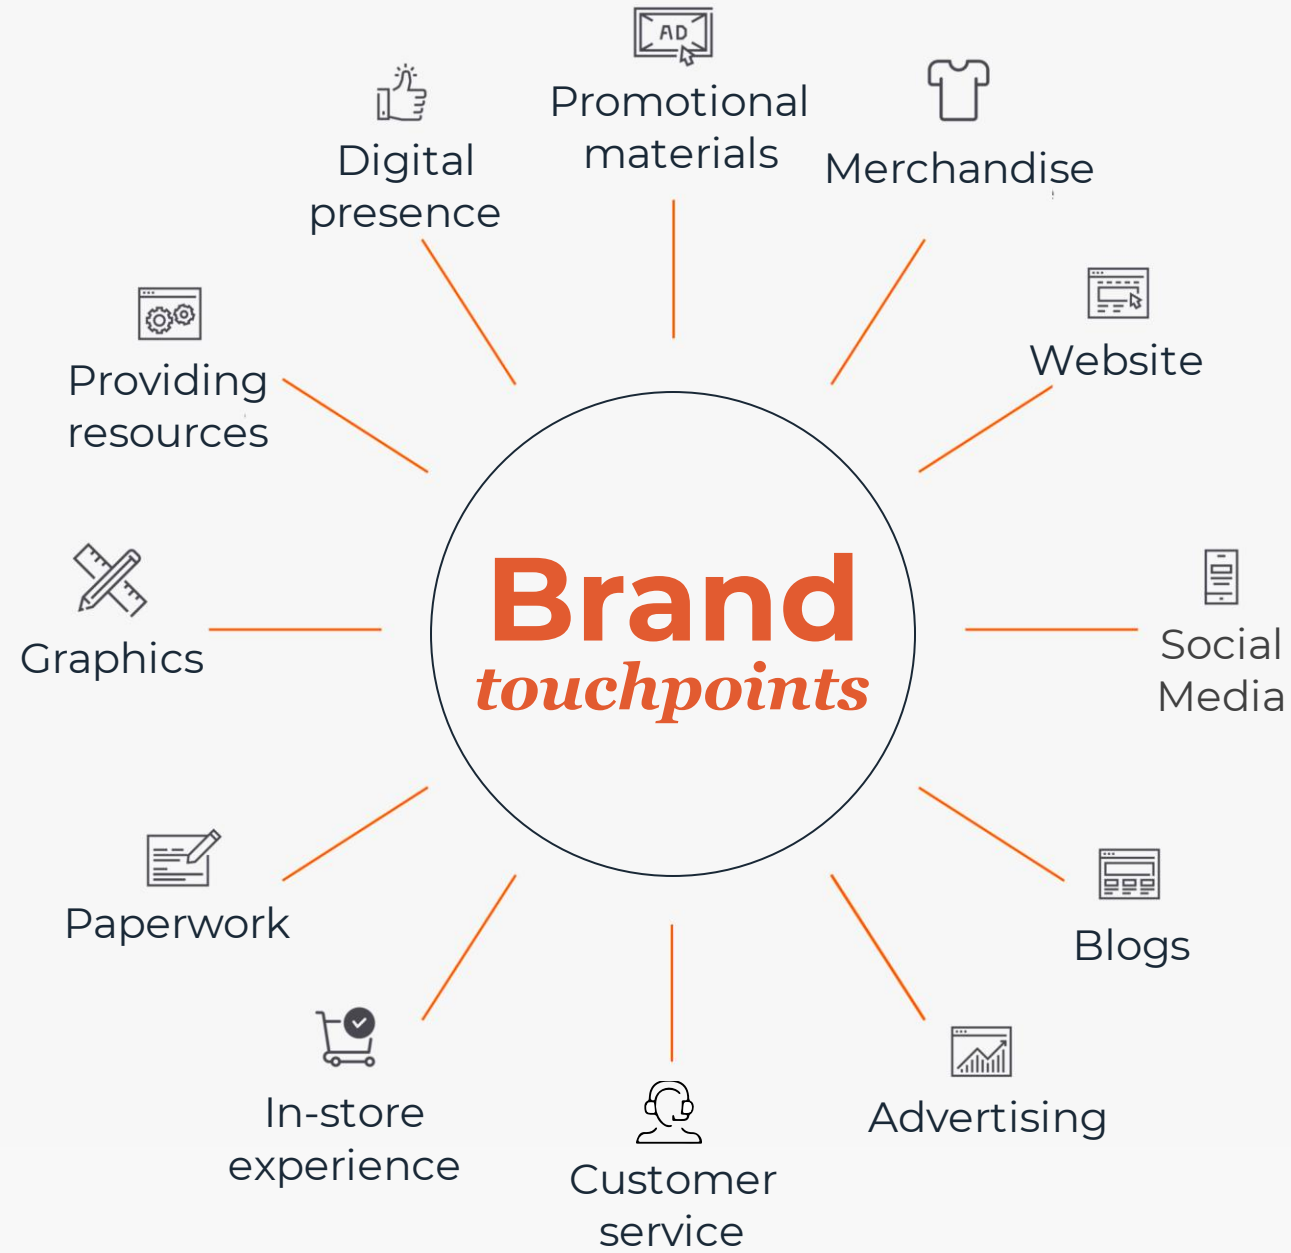 AD
Promotional
materials
Merchandise
Website
Social
Media
Blogs
Advertising
Customer
service
In-store
experience
Paperwork
Graphics
Providing
resources
Digital
presence
Brand
touchpoints